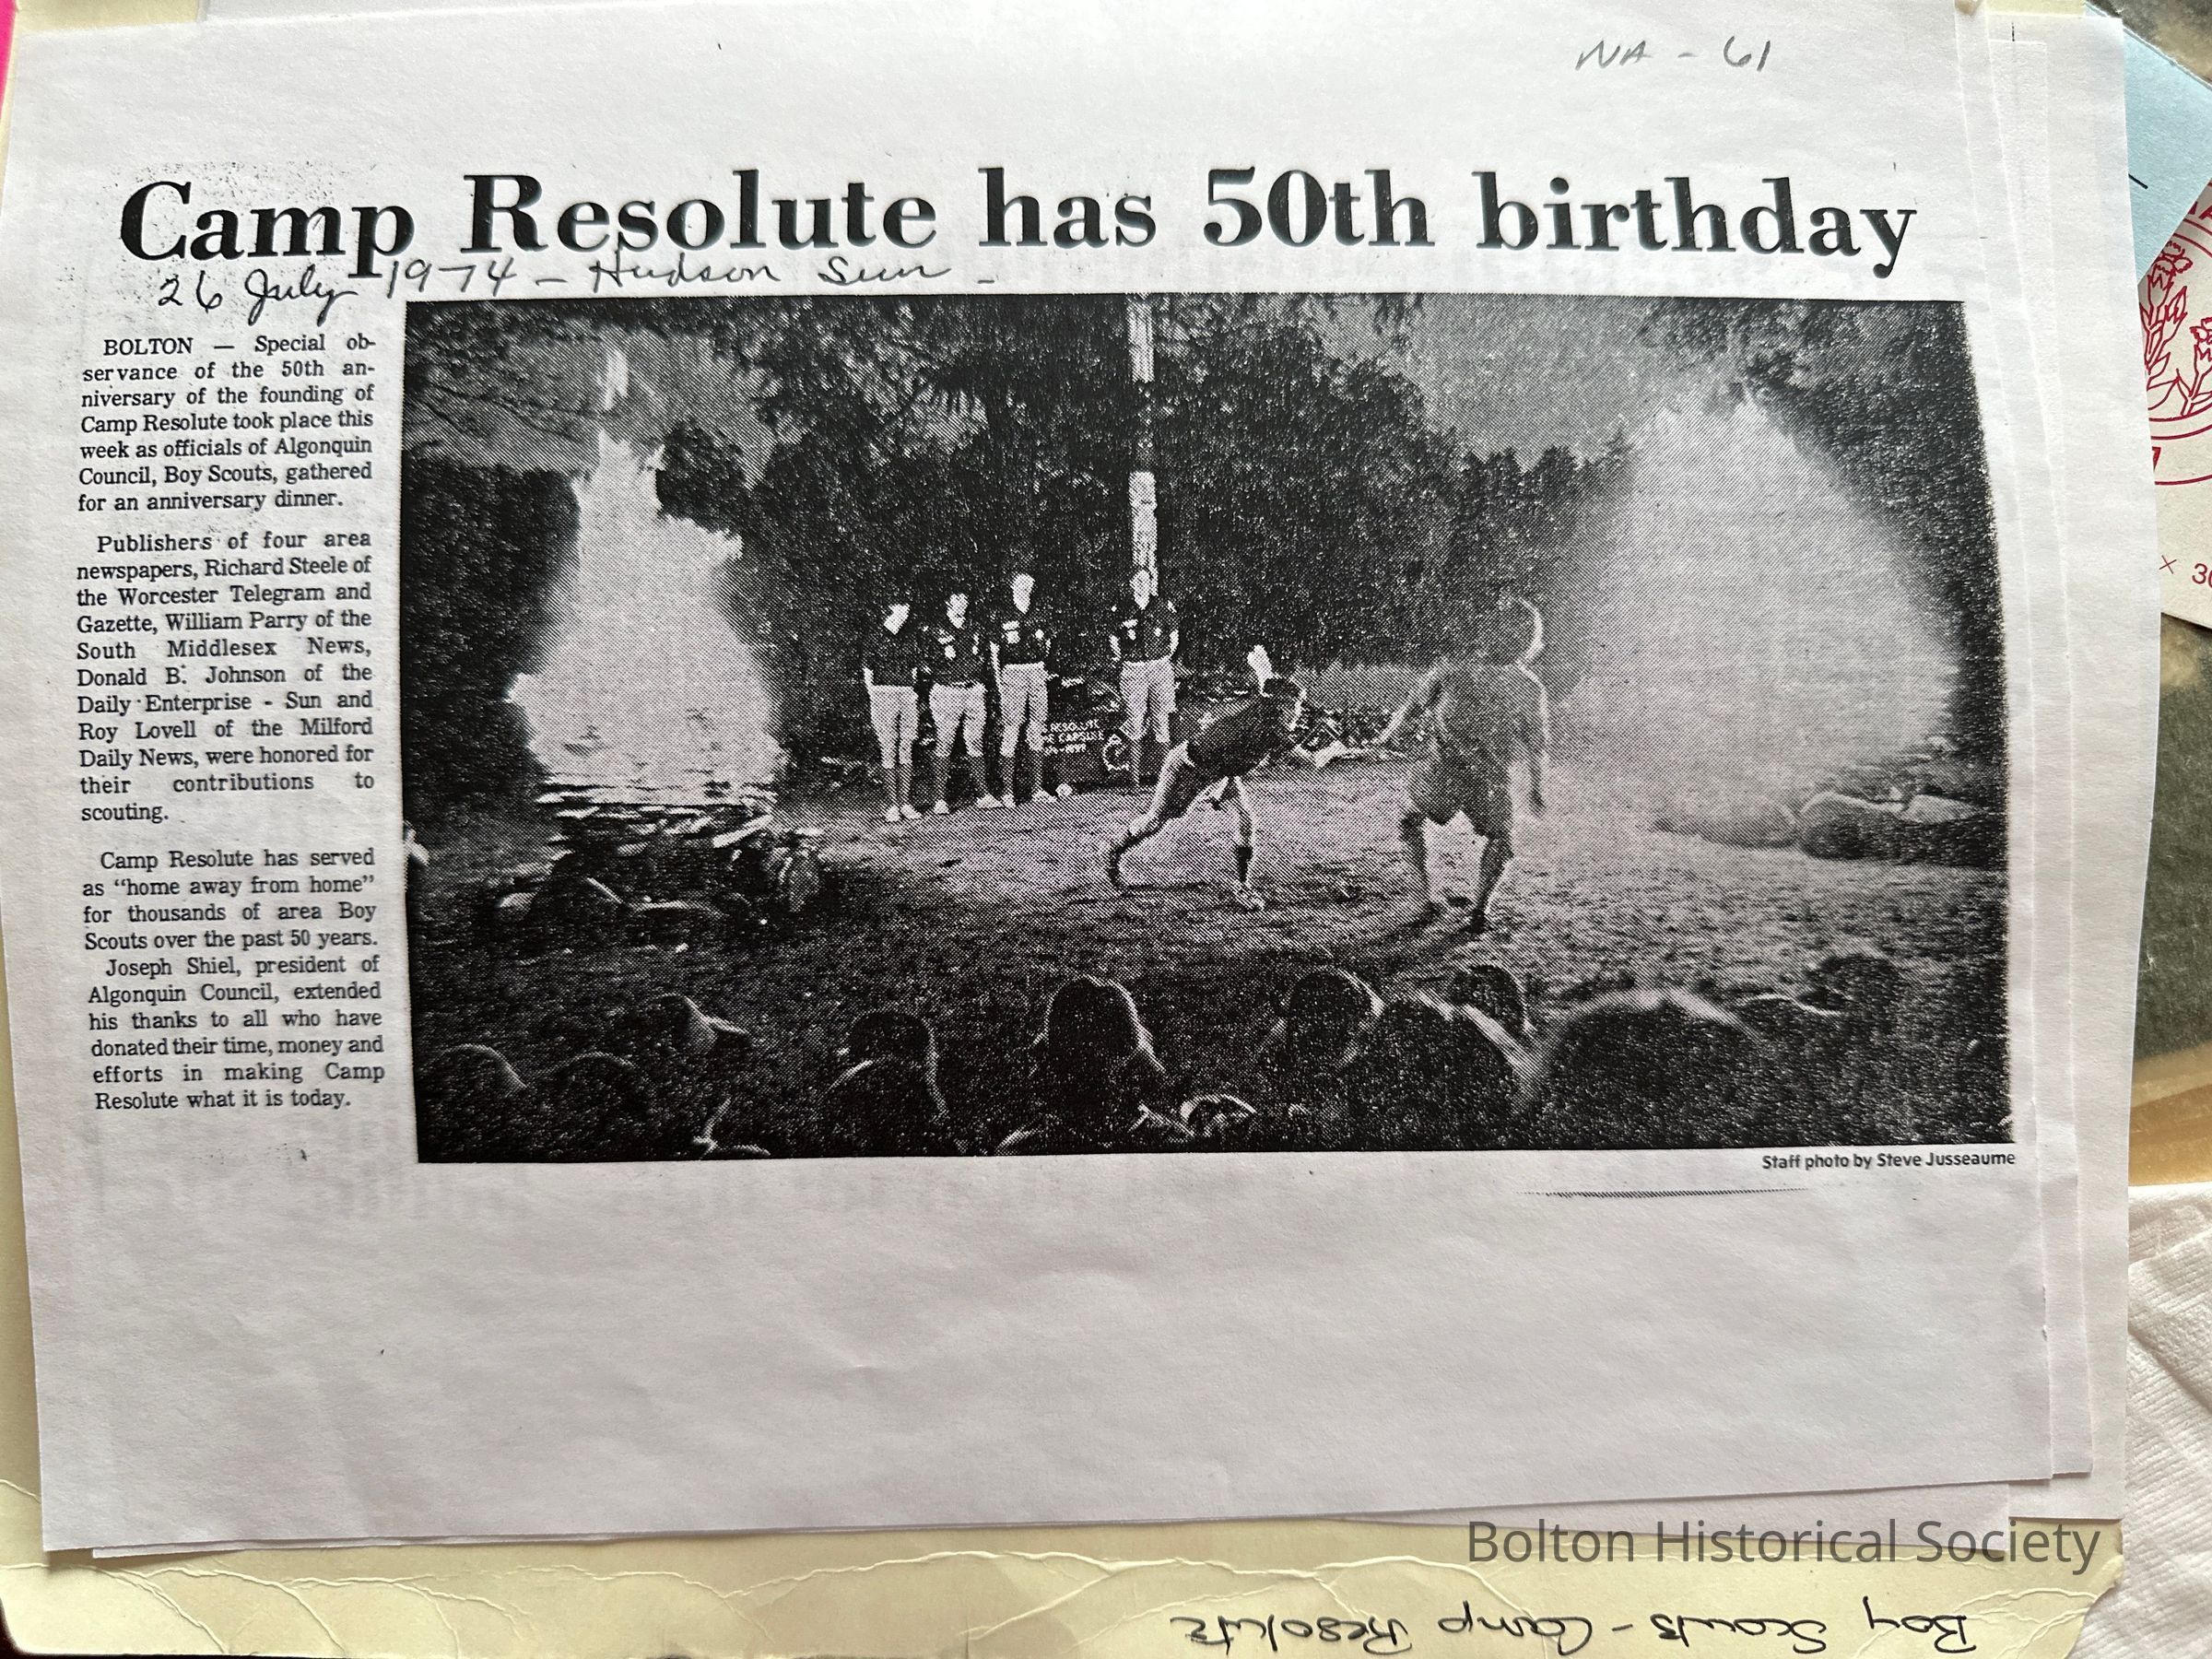 NA - 61
Camp Resolute has 50th birthday
26 July 1974 - Hudson Sun -
BOLTON — Special ob-
servance of the 50th an-
niversary of the founding of
Camp Resolute took place this
week as officials of Algonquin
Council, Boy Scouts, gathered
for an anniversary dinner.
Publishers of four area
newspapers, Richard Steele of
the Worcester Telegram and
Gazette, William Parry of the
South Middlesex News,
Donald B. Johnson of the
Daily Enterprise - Sun and
Roy Lovell of the Milford
Daily News, were honored for
their contributions to
scouting.
Camp Resolute has served
as "home away from home"
for thousands of area Boy
Scouts over the past 50 years.
Joseph Shiel, president of
Algonquin Council, extended
his thanks to all who have
donated their time, money and
efforts in making Camp
Resolute what it is today.
RESOLUTE
CAPSULE
Staff photo by Steve Jusseaume
Bolton Historical Society
Boy Scouts - Camp Resolute